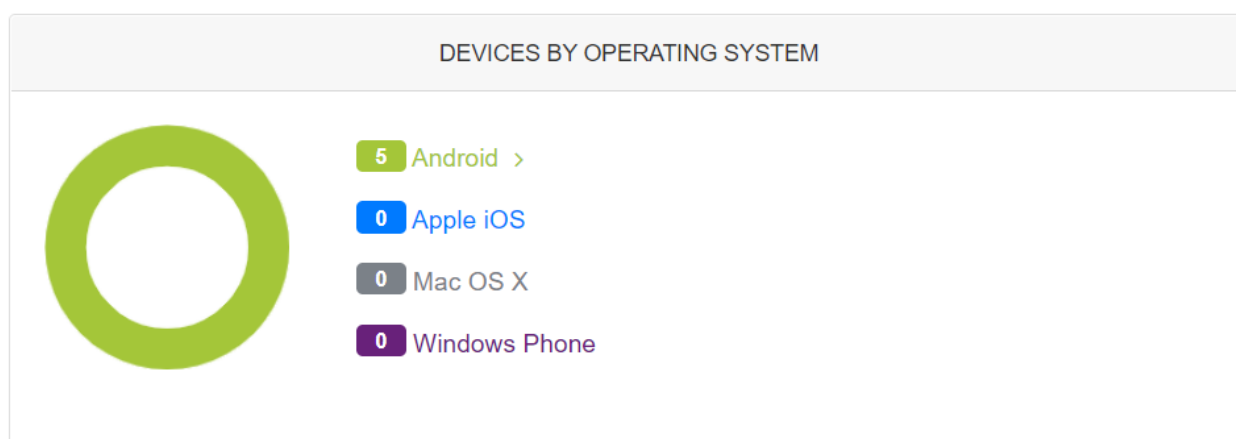 DEVICES BY OPERATING SYSTEM
5 Android >
0 Apple iOS
0 Mac OS X
0 Windows Phone